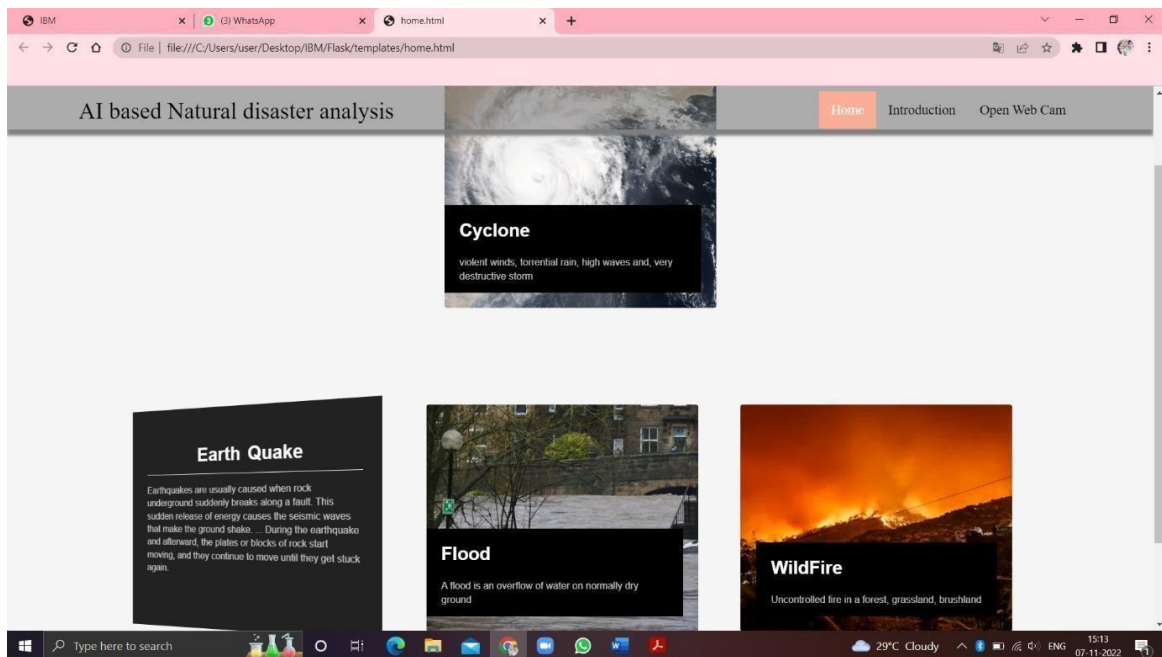 IBM
(3) WhatsApp
home.html
File | file:///C:/Users/user/Desktop/IBM/Flask/templates/home.html
AI based Natural disaster analysis
Home
Introduction
Open Web Cam
Cyclone
violent winds, torrential rain, high waves and, very
destructive storm
Earth Quake
Earthquakes are usually caused when rock
underground suddenly breaks along a fault. This
sudden release of energy causes the seismic waves
that make the ground shake. ... During the earthquake
and afterward, the plates or blocks of rock start
moving, and they continue to move until they get stuck
again.
Flood
A flood is an overflow of water on normally dry
ground
WildFire
Uncontrolled fire in a forest, grassland, brushland
Type here to search
29°C Cloudy
ENG
15:13
07-11-2022